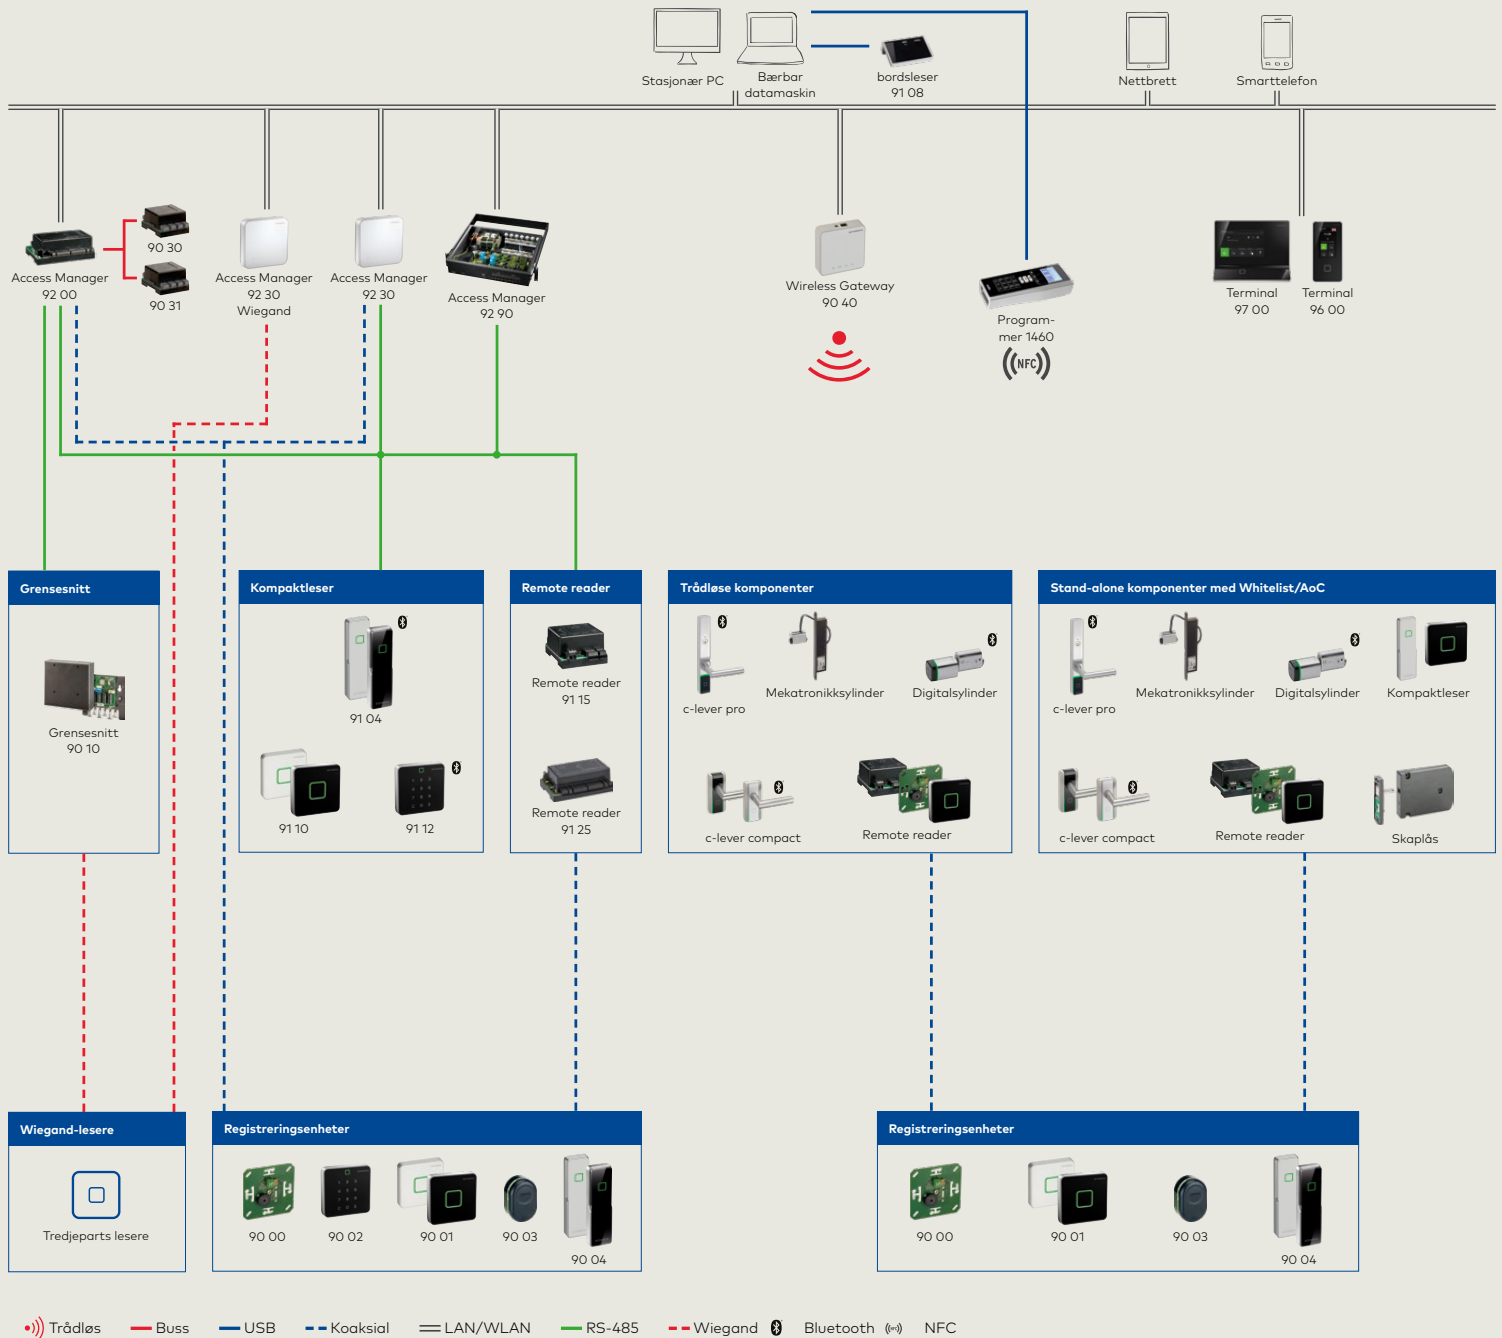 Stasjonær PC
Bærbar
datamaskin
bordsleser
91 08
Nettbrett
Smarttelefon
90 30
90 31
Access Manager
92 00
Access Manager
92 30
Wiegand
Access Manager
92 30
Access Manager
92 90
Wireless Gateway
90 40
Program-
mer 1460
NFC
Terminal
97 00
Terminal
96 00
Grensesnitt
Grensesnitt
90 10
Kompaktleser
91 04
91 10
91 12
Remote reader
Remote reader
91 15
Remote reader
91 25
Trådløse komponenter
c-lever pro
Mekatronikksylinder
Digitalsylinder
c-lever compact
Remote reader
Stand-alone komponenter med Whitelist/AoC
c-lever pro
Mekatronikksylinder
Digitalsylinder
Kompaktleser
c-lever compact
Remote reader
Skaplås
Wiegand-lesere
Tredjeparts lesere
Registreringsenheter
90 00
90 02
90 01
90 03
90 04
Registreringsenheter
90 00
90 01
90 03
90 04
Trådløs
Buss
USB
Koaksial
LAN/WLAN
RS-485
Wiegand
Bluetooth
NFC